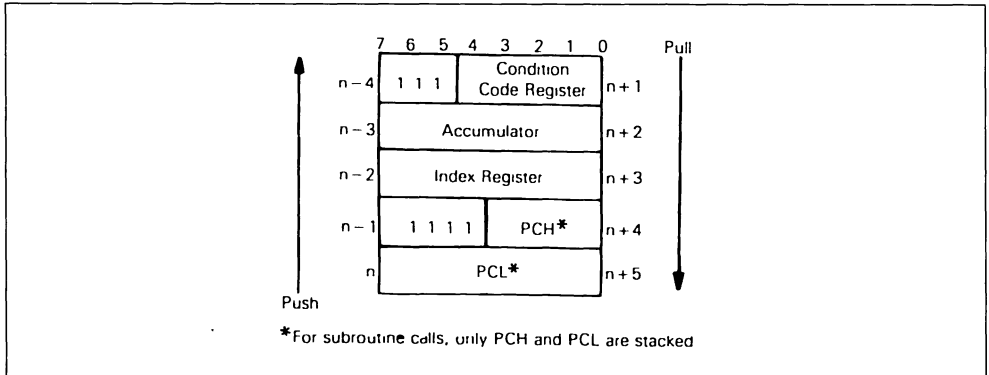 7 6 5 4 3 2 1 0
Pull
n – 4 1 1 1 Condition Code Register n + 1
n – 3 Accumulator n + 2
n – 2 Index Register n + 3
n – 1 1 1 1 1 PCH* n + 4
n PCL* n + 5
Push
*For subroutine calls, only PCH and PCL are stacked